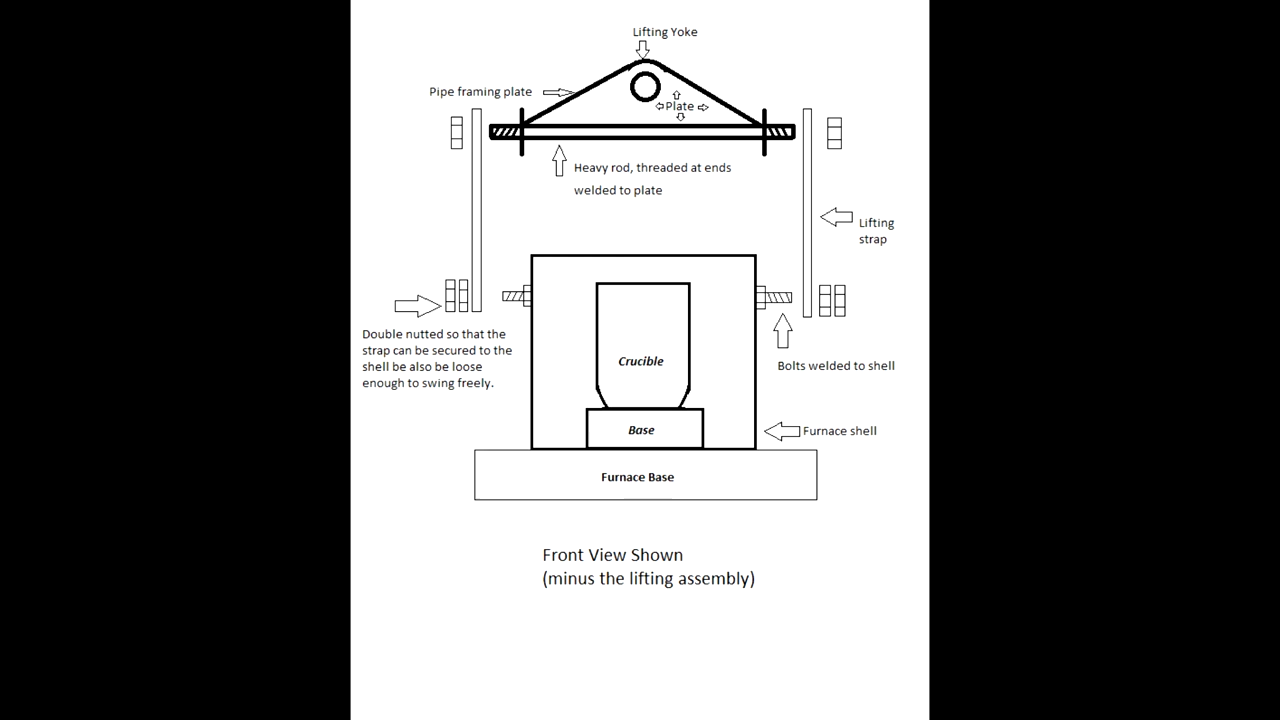 Lifting Yoke
Pipe framing plate
Plate
Heavy rod, threaded at ends
welded to plate
Lifting
strap
Double nutted so that the
strap can be secured to the
shell be also be loose
enough to swing freely.
Crucible
Bolts welded to shell
Base
Furnace shell
Furnace Base
Front View Shown
(minus the lifting assembly)